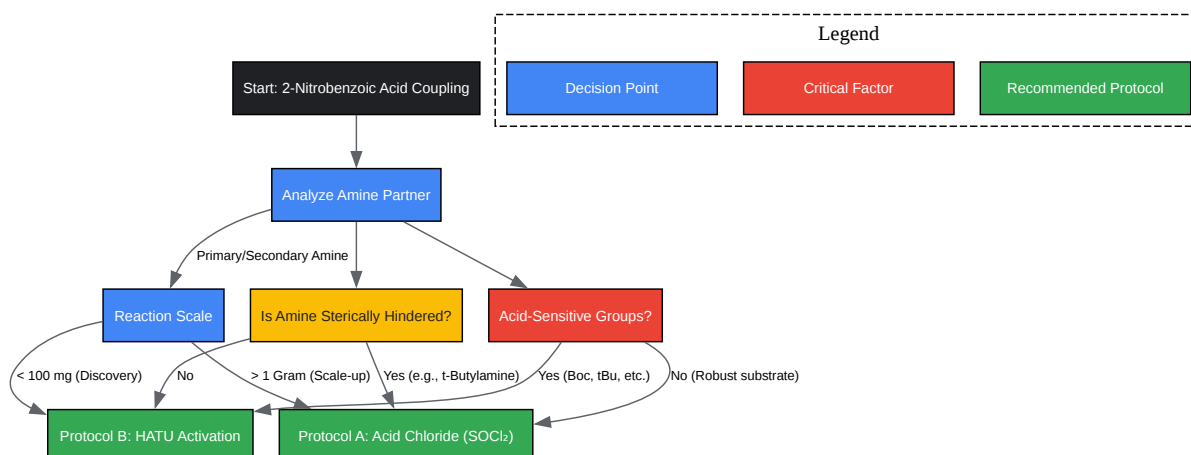 Legend
Start: 2-Nitrobenzoic Acid Coupling
Decision Point
Critical Factor
Recommended Protocol
Analyze Amine Partner
Primary/Secondary Amine
Reaction Scale
Is Amine Sterically Hindered?
Acid-Sensitive Groups?
< 100 mg (Discovery)
No
> 1 Gram (Scale-up)
Yes (e.g., t-Butylamine)
Yes (Boc, tBu, etc.)
No (Robust substrate)
Protocol B: HATU Activation
Protocol A: Acid Chloride (SOCl₂)